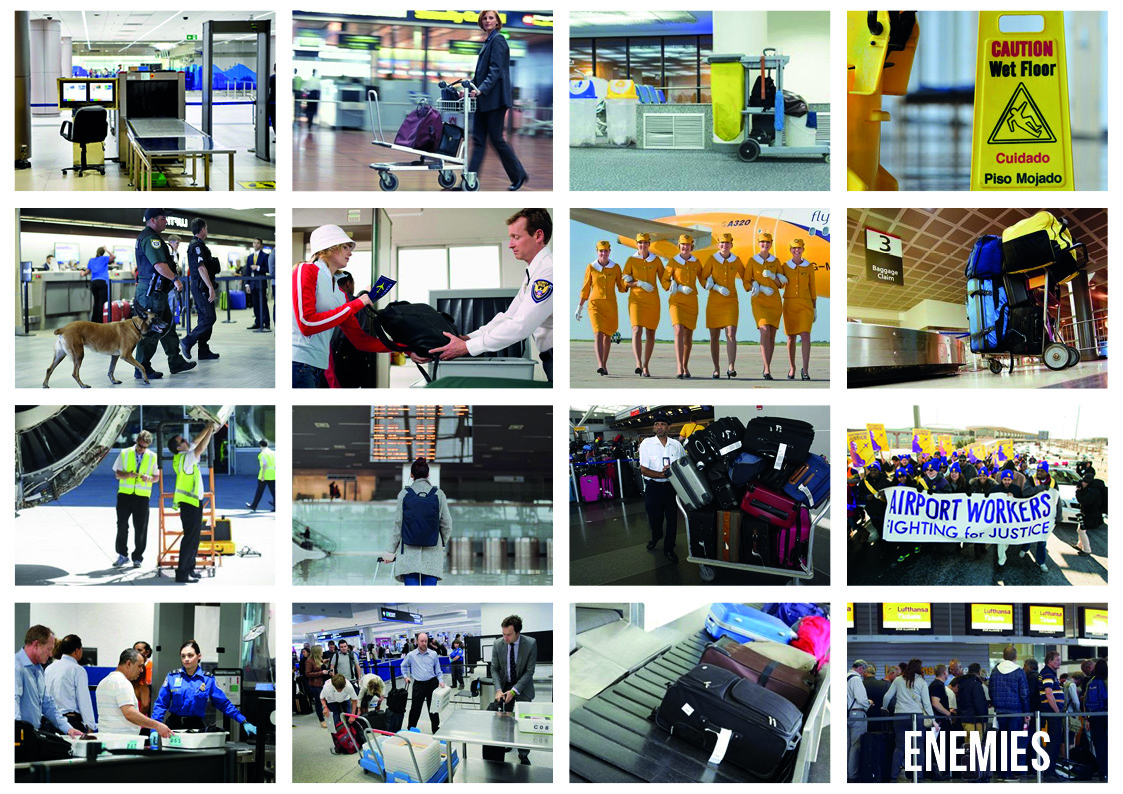 CAUTION
Wet Floor
Cuidado
Piso Mojado
A320
fly
G-M
3
Baggage
Claim
AIRPORT WORKERS
FIGHTING for JUSTICE
Lufthansa
Lufthansa
Lufthansa
ENEMIES